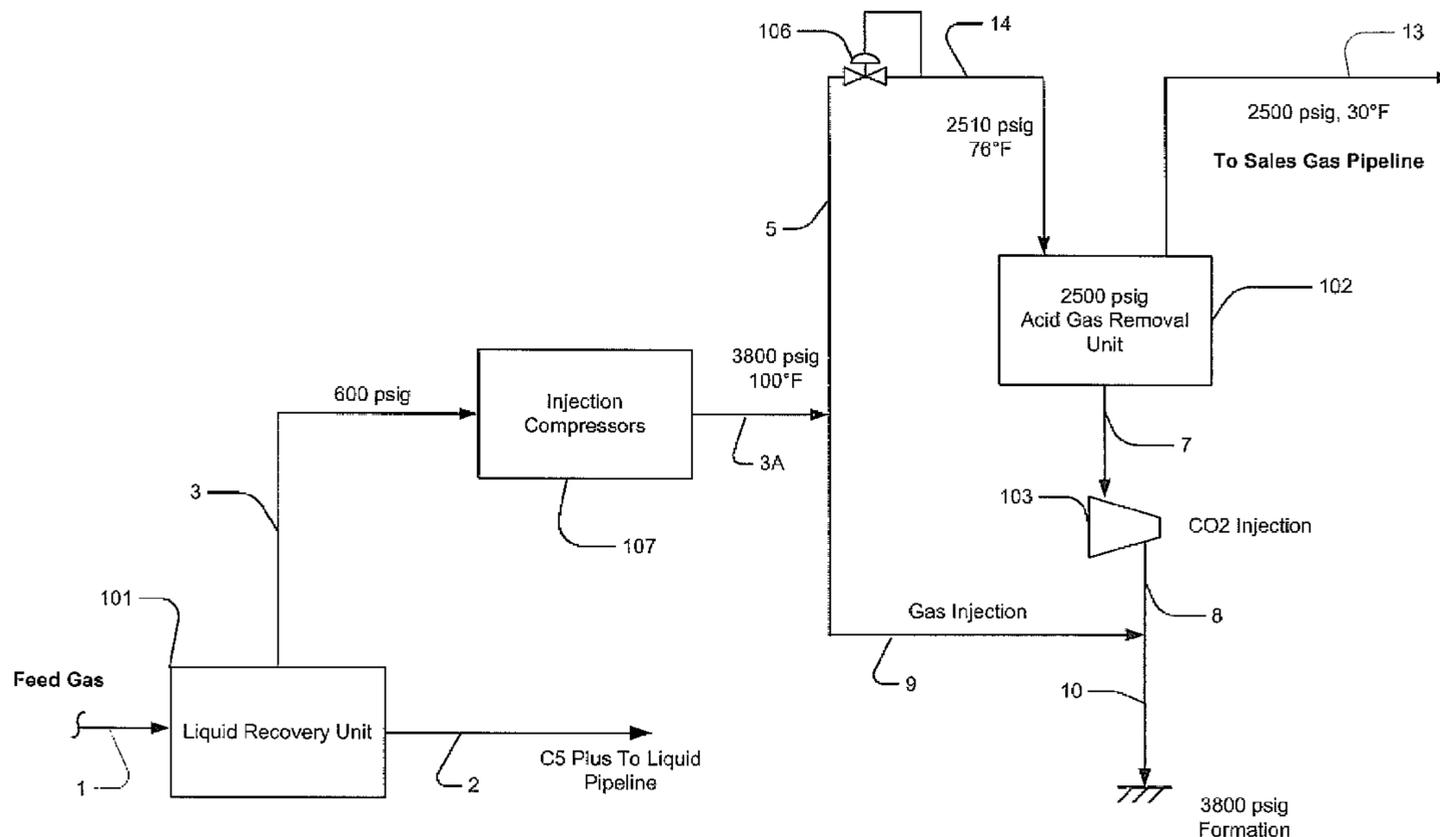 106
14
13
2510 psig
76°F
2500 psig, 30°F
To Sales Gas Pipeline
5
2500 psig
Acid Gas Removal
Unit
102
3800 psig
100°F
600 psig
Injection
Compressors
3A
7
3
107
103
CO2 Injection
101
Gas Injection
8
Feed Gas
9
10
Liquid Recovery Unit
C5 Plus To Liquid
Pipeline
1
2
3800 psig
Formation